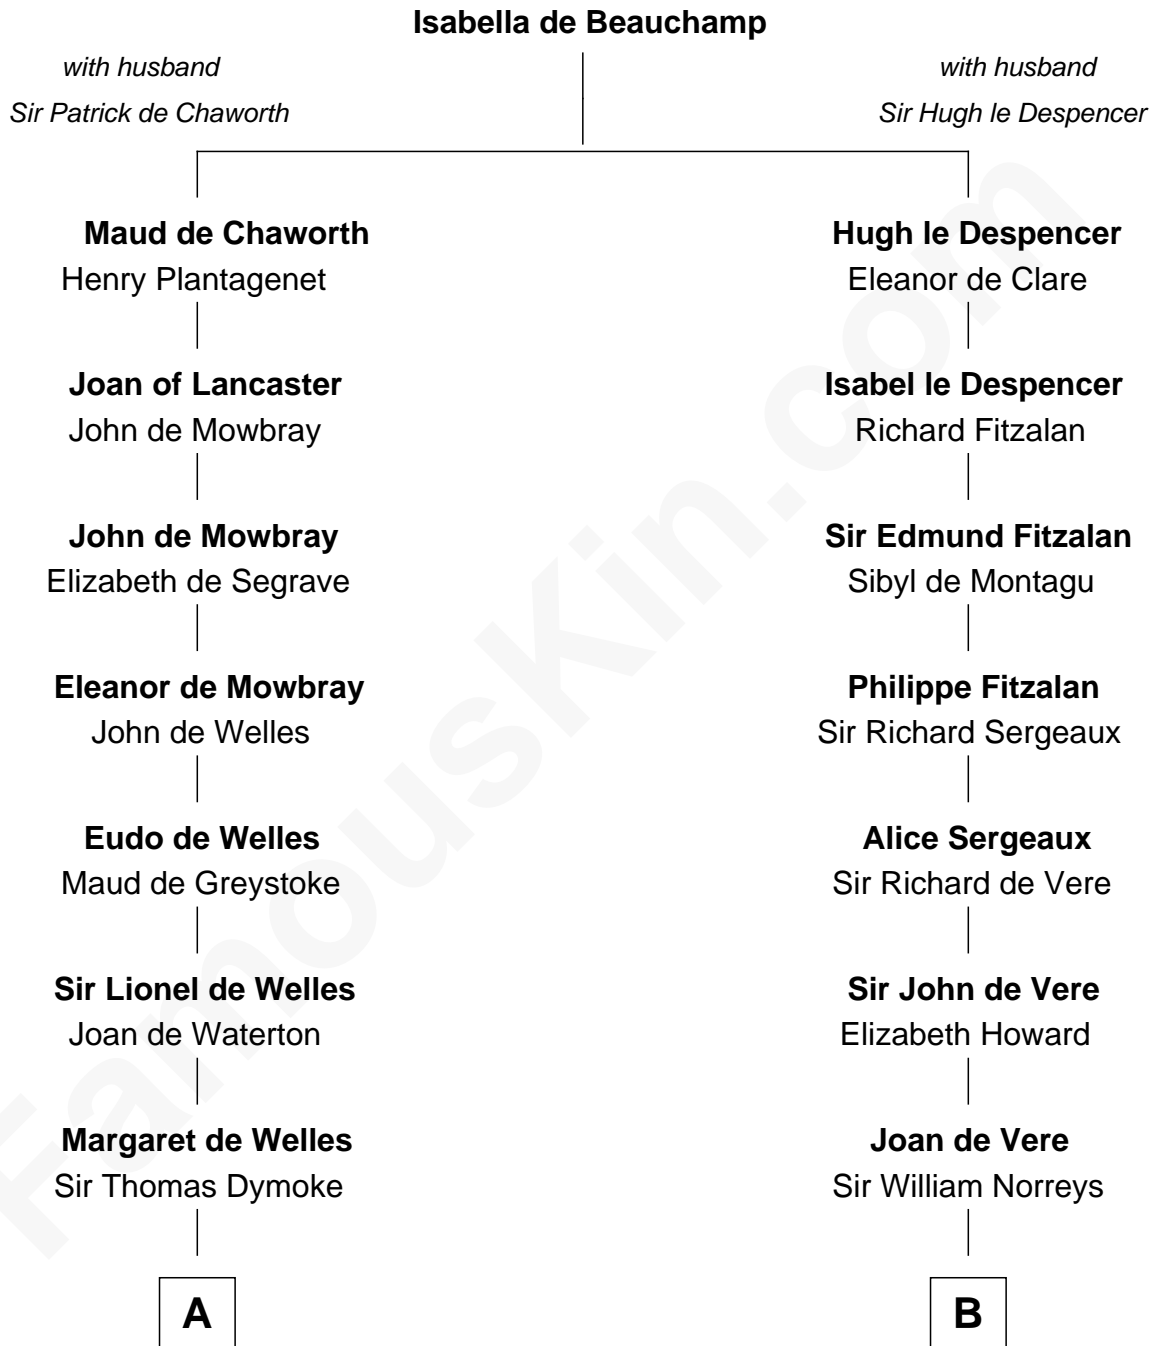 Isabella de Beauchamp
with husband
Sir Patrick de Chaworth
with husband
Sir Hugh le Despencer
Maud de Chaworth
Henry Plantagenet
Hugh le Despencer
Eleanor de Clare
Joan of Lancaster
John de Mowbray
Isabel le Despencer
Richard Fitzalan
John de Mowbray
Elizabeth de Segrave
Sir Edmund Fitzalan
Sibyl de Montagu
Eleanor de Mowbray
John de Welles
Philippe Fitzalan
Sir Richard Sergeaux
Eudo de Welles
Maud de Greystoke
Alice Sergeaux
Sir Richard de Vere
Sir Lionel de Welles
Joan de Waterton
Sir John de Vere
Elizabeth Howard
Margaret de Welles
Sir Thomas Dymoke
Joan de Vere
Sir William Norreys
A
B
FamousKin.com